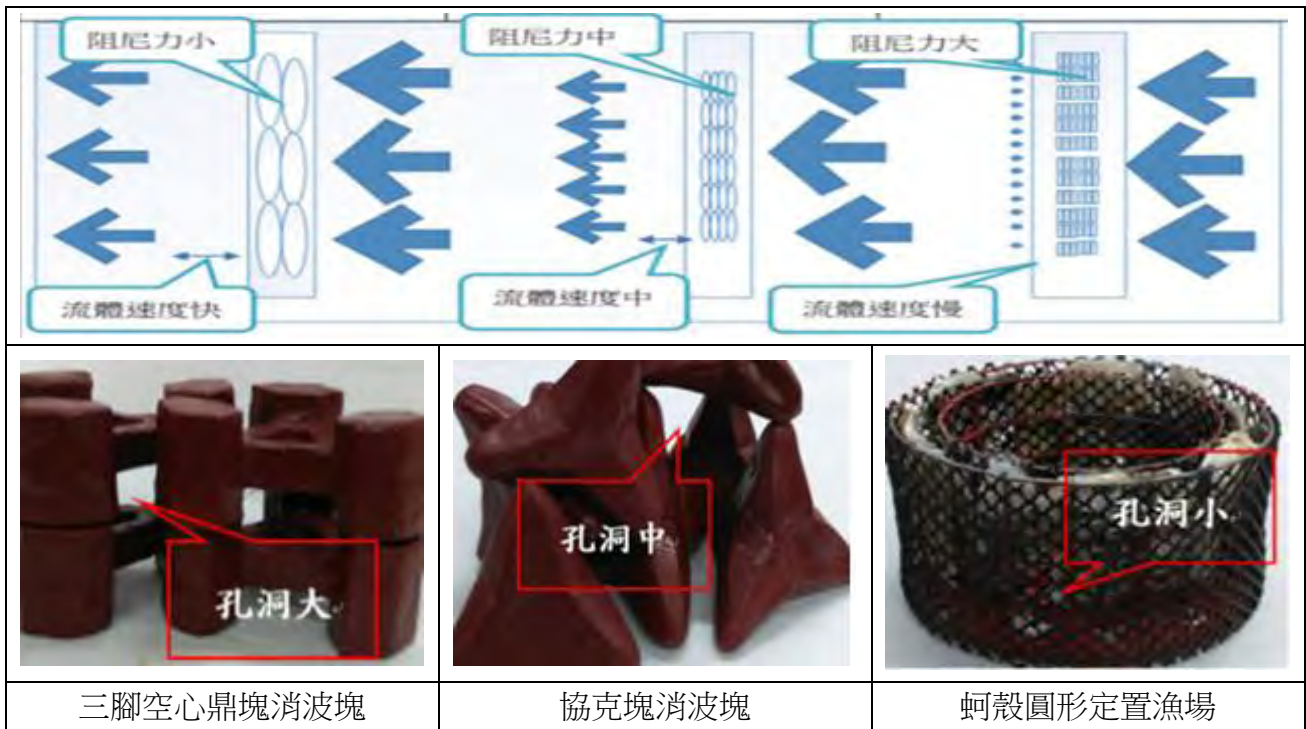 阻尼力小
阻尼力中
阻尼力大
流體速度快
流體速度中
流體速度慢
孔洞大
孔洞中
孔洞小
三腳空心鼎塊消波塊
協克塊消波塊
蚵殼圓形定置漁場